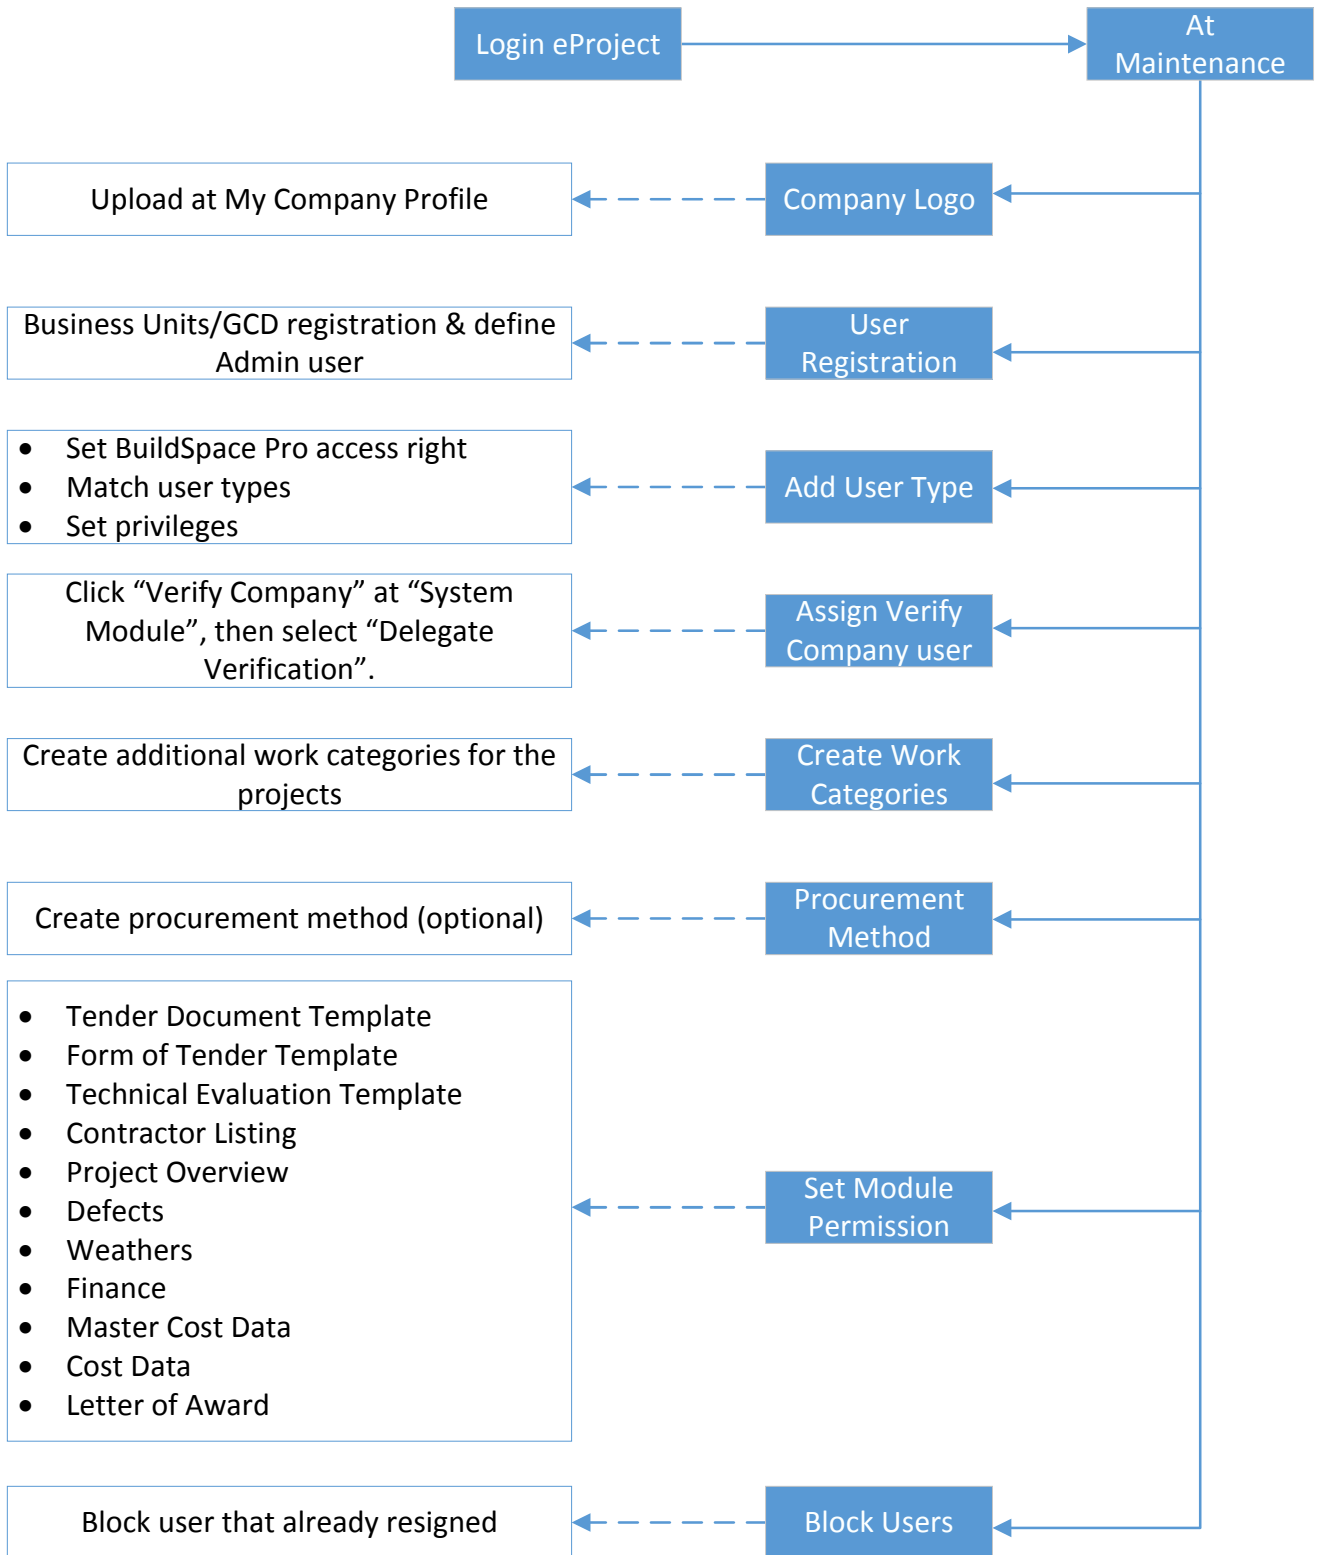 Login eProject
At
Maintenance
Upload at My Company Profile
Company Logo
Business Units/GCD registration & define
Admin user
User
Registration
• Set BuildSpace Pro access right
• Match user types
• Set privileges
Add User Type
Click “Verify Company” at “System
Module”, then select “Delegate
Verification”.
Assign Verify
Company user
Create additional work categories for the
projects
Create Work
Categories
Create procurement method (optional)
Procurement
Method
• Tender Document Template
• Form of Tender Template
• Technical Evaluation Template
• Contractor Listing
• Project Overview
• Defects
• Weathers
• Finance
• Master Cost Data
• Cost Data
• Letter of Award
Set Module
Permission
Block user that already resigned
Block Users